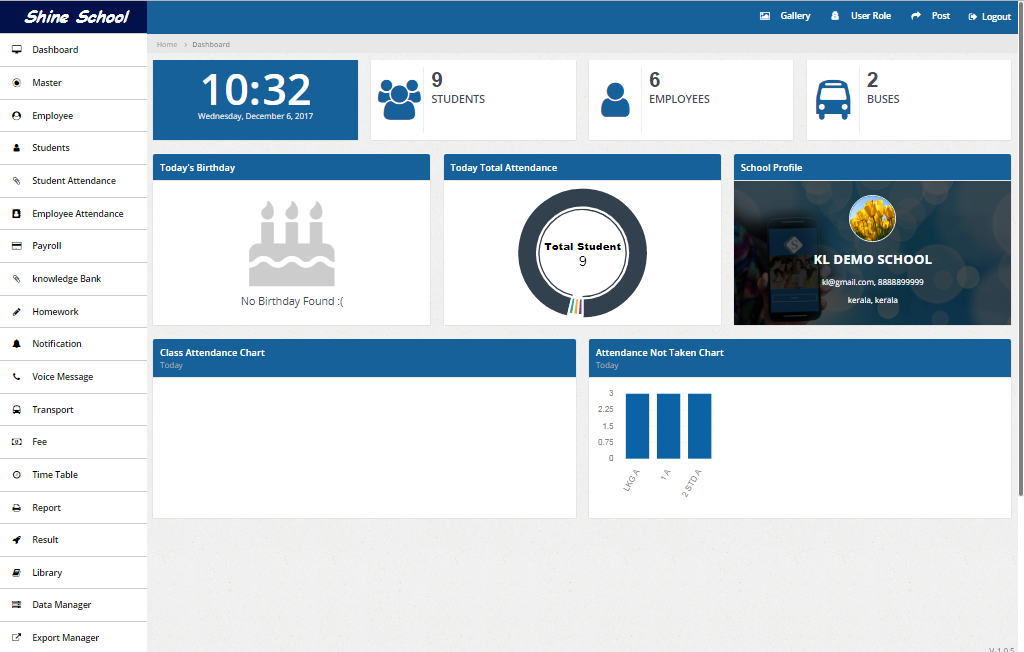 Shine School
Gallery
User Role
Post
Logout
Dashboard
Master
Employee
Students
Student Attendance
Employee Attendance
Payroll
knowledge Bank
Homework
Notification
Voice Message
Transport
Fee
Time Table
Report
Result
Library
Data Manager
Export Manager
Home > Dashboard
10:32
Wednesday, December 6, 2017
9
STUDENTS
6
EMPLOYEES
2
BUSES
Today's Birthday
No Birthday Found :(
Today Total Attendance
Total Student
9
School Profile
KL DEMO SCHOOL
kl@gmail.com, 8888899999
kerala, kerala
Class Attendance Chart
Today
Attendance Not Taken Chart
Today
3
2.25
1.5
0.75
0
LKG A
1 A
2 STD A
V-1.0.5